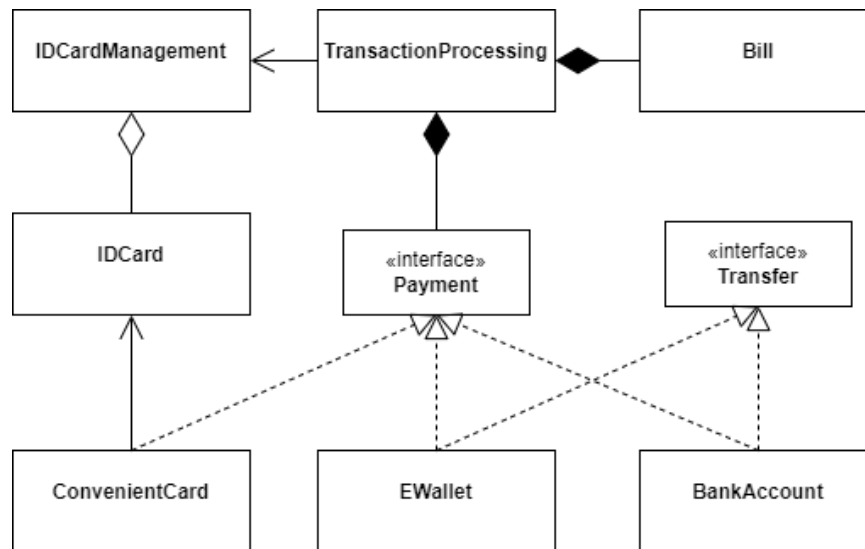 IDCardManagement
TransactionProcessing
Bill
IDCard
«interface»
Payment
«interface»
Transfer
ConvenientCard
EWallet
BankAccount